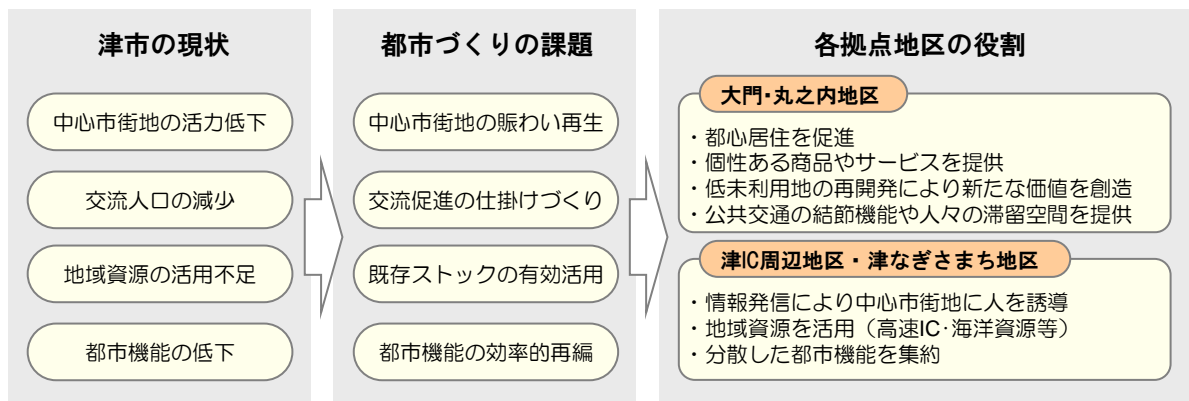 津市の現状
中心市街地の活力低下
交流人口の減少
地域資源の活用不足
都市機能の低下
都市づくりの課題
中心市街地の賑わい再生
交流促進の仕掛けづくり
既存ストックの有効活用
都市機能の効率的再編
各拠点地区の役割
大門・丸之内地区
・都心居住を促進
・個性ある商品やサービスを提供
・低未利用地の再開発により新たな価値を創造
・公共交通の結節機能や人々の滞留空間を提供
津IC周辺地区・津なぎさまち地区
・情報発信により中心市街地に人を誘導
・地域資源を活用（高速IC・海洋資源等）
・分散した都市機能を集約